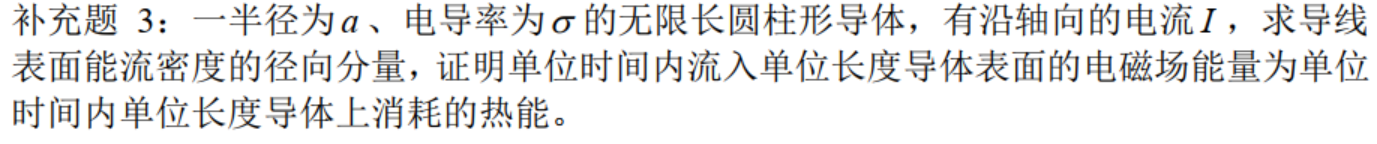 补充题 3：一半径为a、电导率为σ的无限长圆柱形导体，有沿轴向的电流I，求导线
表面能流密度的径向分量，证明单位时间内流入单位长度导体表面的电磁场能量为单位
时间内单位长度导体上消耗的热能。